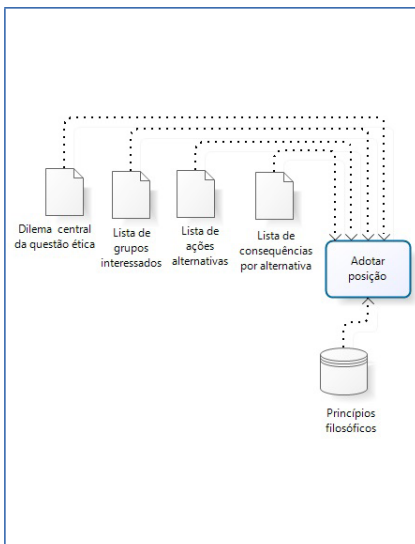 Dilema central
da questão ética
Lista de
grupos
interessados
Lista de
ações
alternativas
Lista de
consequências
por alternativa
Adotar
posição
Princípios
filosóficos